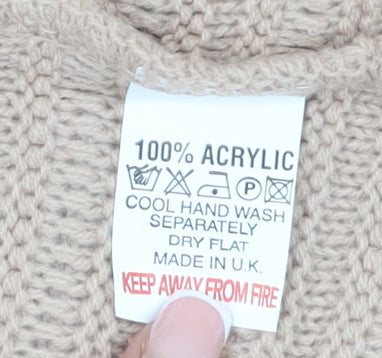 100% ACRYLIC
P
COOL HAND WASH
SEPARATELY
DRY FLAT
MADE IN U.K.
KEEP AWAY FROM FIRE